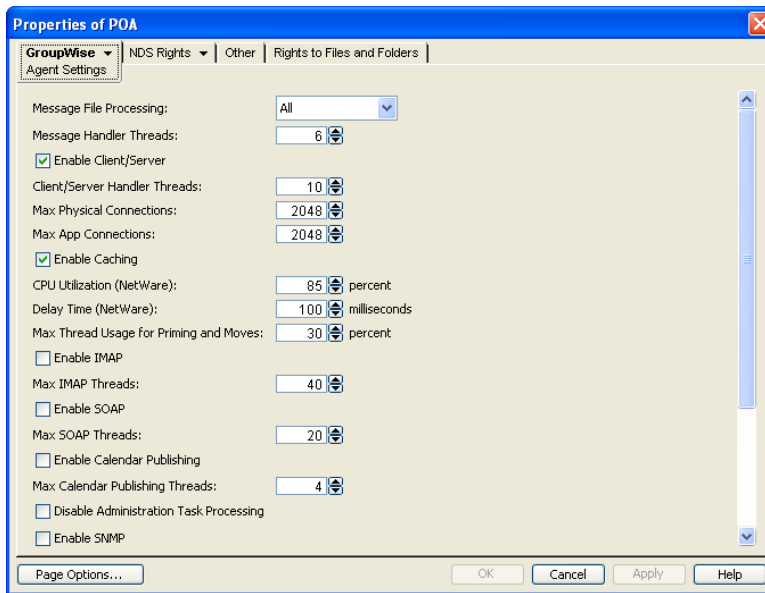 Properties of POA
GroupWise NDS Rights Other Rights to Files and Folders
Agent Settings
Message File Processing: All
Message Handler Threads: 6
Enable Client/Server
Client/Server Handler Threads: 10
Max Physical Connections: 2048
Max App Connections: 2048
Enable Caching
CPU Utilization (NetWare): 85 percent
Delay Time (NetWare): 100 milliseconds
Max Thread Usage for Priming and Moves: 30 percent
Enable IMAP
Max IMAP Threads: 40
Enable SOAP
Max SOAP Threads: 20
Enable Calendar Publishing
Max Calendar Publishing Threads: 4
Disable Administration Task Processing
Enable SNMP
Page Options... OK Cancel Apply Help